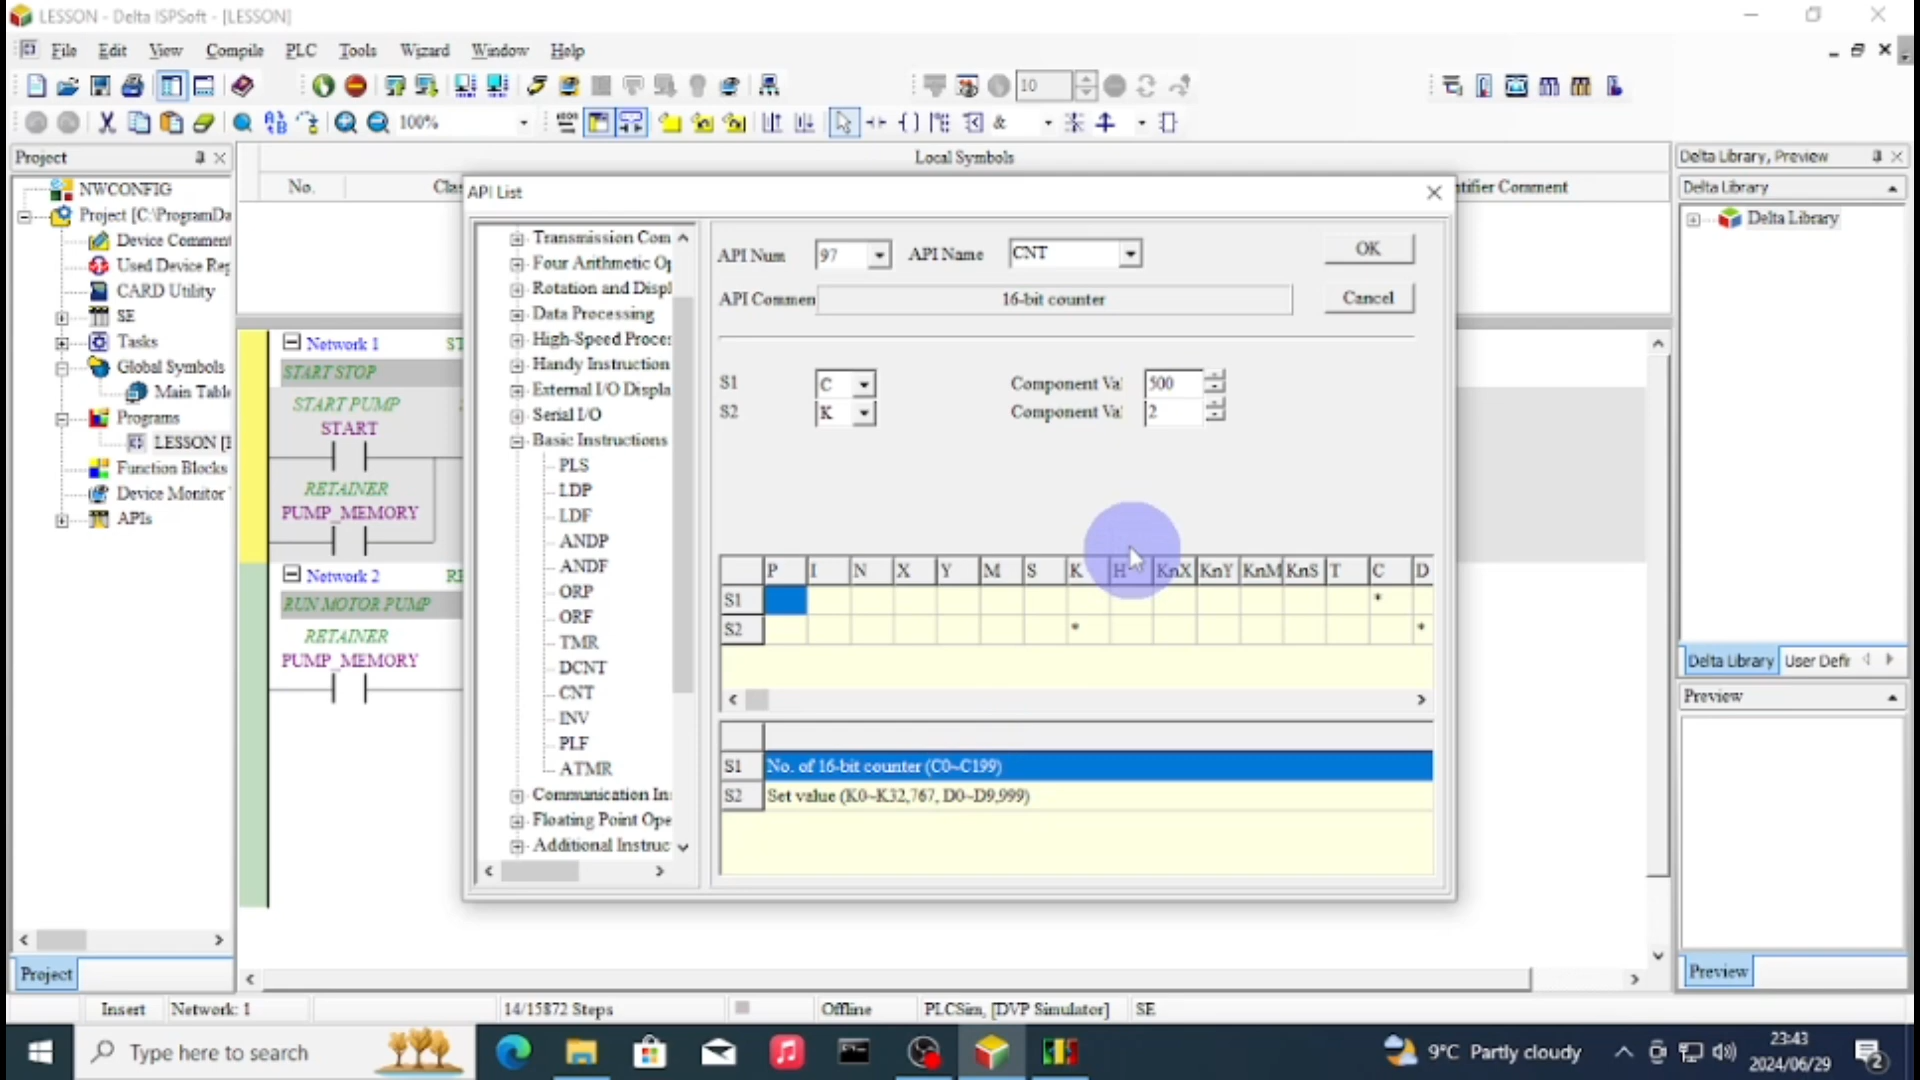 LESSON - Delta ISPSoft - [LESSON]
File Edit View Compile PLC Tools Wizard Window Help
10
100%
Project
NWCONFIG
Project [C:\ProgramDa
Device Comment
Used Device Rep
CARD Utility
SE
Tasks
Global Symbols
Main Table
Programs
LESSON [
Function Blocks
Device Monitor
APIs
Project
Local Symbols
No.
Clas
ntifier Comment
Network 1
ST
START STOP
START PUMP
START
RETAINER
PUMP_MEMORY
Network 2
RUN MOTOR PUMP
RETAINER
PUMP_MEMORY
API List
Transmission Com
Four Arithmetic Op
Rotation and Displ
Data Processing
High-Speed Proces
Handy Instruction
External I/O Displa
Serial I/O
Basic Instructions
PLS
LDP
LDF
ANDP
ANDF
ORP
ORF
TMR
DCNT
CNT
INV
PLF
ATMR
Communication In
Floating Point Ope
Additional Instruc
API Num 97 API Name CNT OK
API Commen 16-bit counter Cancel
S1 C Component Va 500
S2 K Component Va 2
P I N X Y M S K H KnX KnY KnM KnS T C D
S1 *
S2 * *
S1 No. of 16-bit counter (C0~C199)
S2 Set value (K0~K32,767, D0~D9,999)
Delta Library, Preview
Delta Library
Delta Library
Delta Library User Defi
Preview
Preview
Insert Network: 1 14/15872 Steps Offline PLCSim, [DVP Simulator] SE
Type here to search
9°C Partly cloudy
23:43
2024/06/29
2